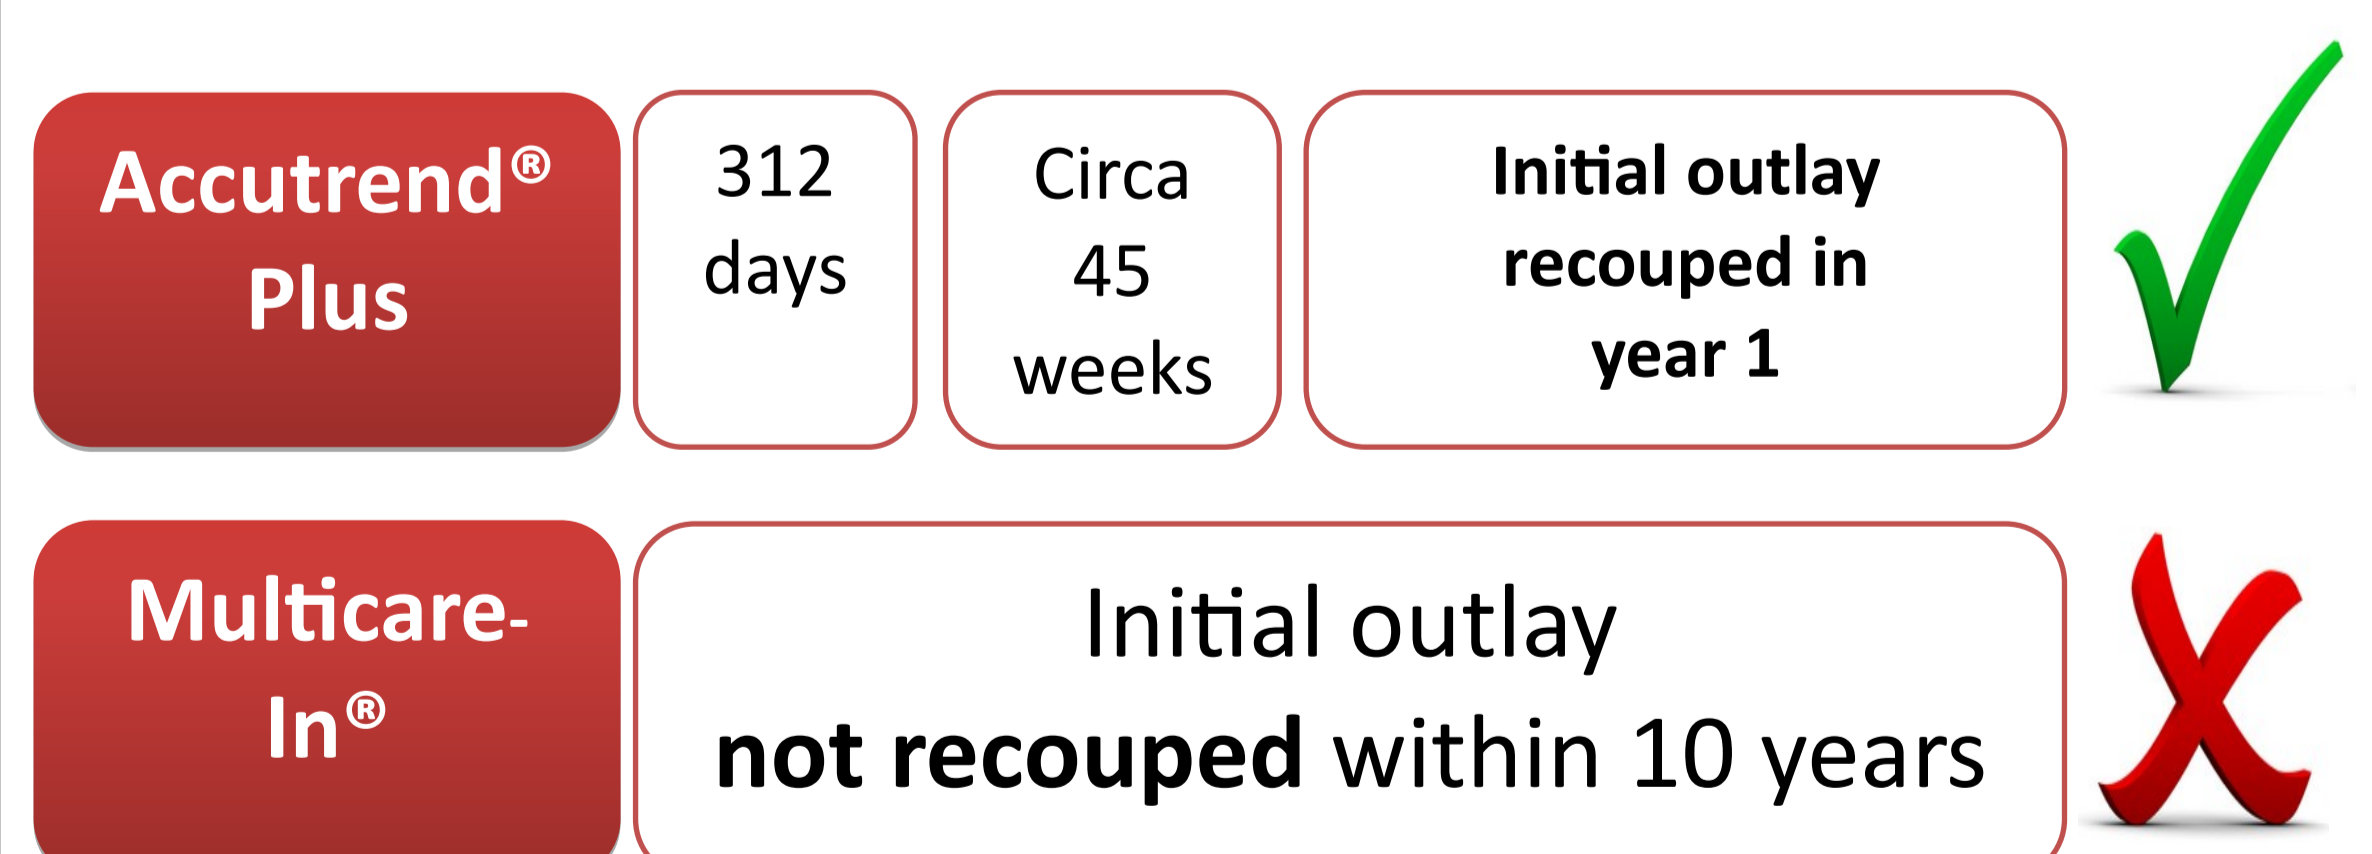 Accutrend®
Plus
312
days
Circa
45
weeks
Initial outlay
recouped in
year 1
Multicare-
In®
Initial outlay
not recouped within 10 years